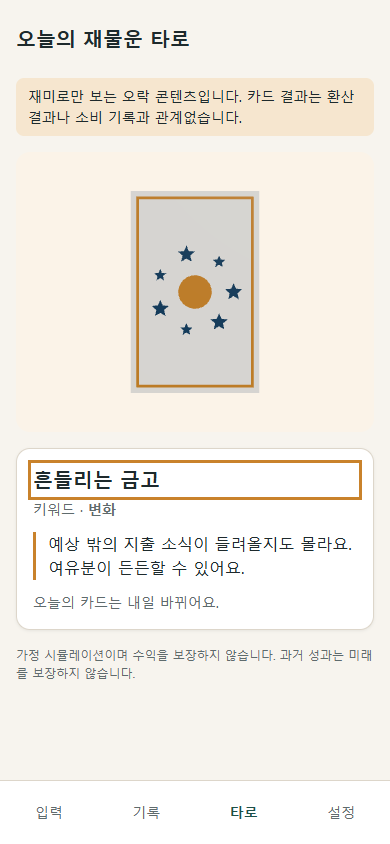 오늘의 재물운 타로
재미로만 보는 오락 콘텐츠입니다. 카드 결과는 환산
결과나 소비 기록과 관계없습니다.
흔들리는 금고
키워드 · 변화
예상 밖의 지출 소식이 들려올지도 몰라요.
여유분이 든든할 수 있어요.
오늘의 카드는 내일 바뀌어요.
가정 시뮬레이션이며 수익을 보장하지 않습니다. 과거 성과는 미래
를 보장하지 않습니다.
입력 기록 타로 설정